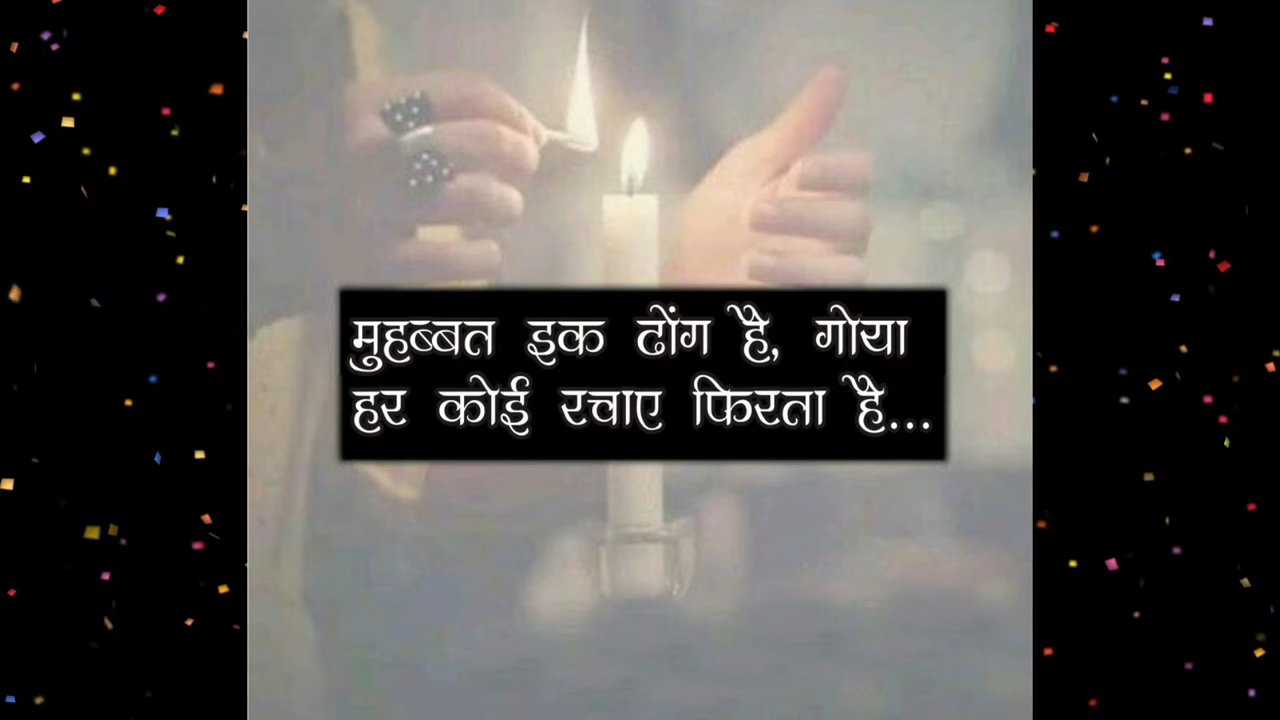 मुहब्बत इक ढोंग है, गोया
हर कोई रचाए फिरता है...